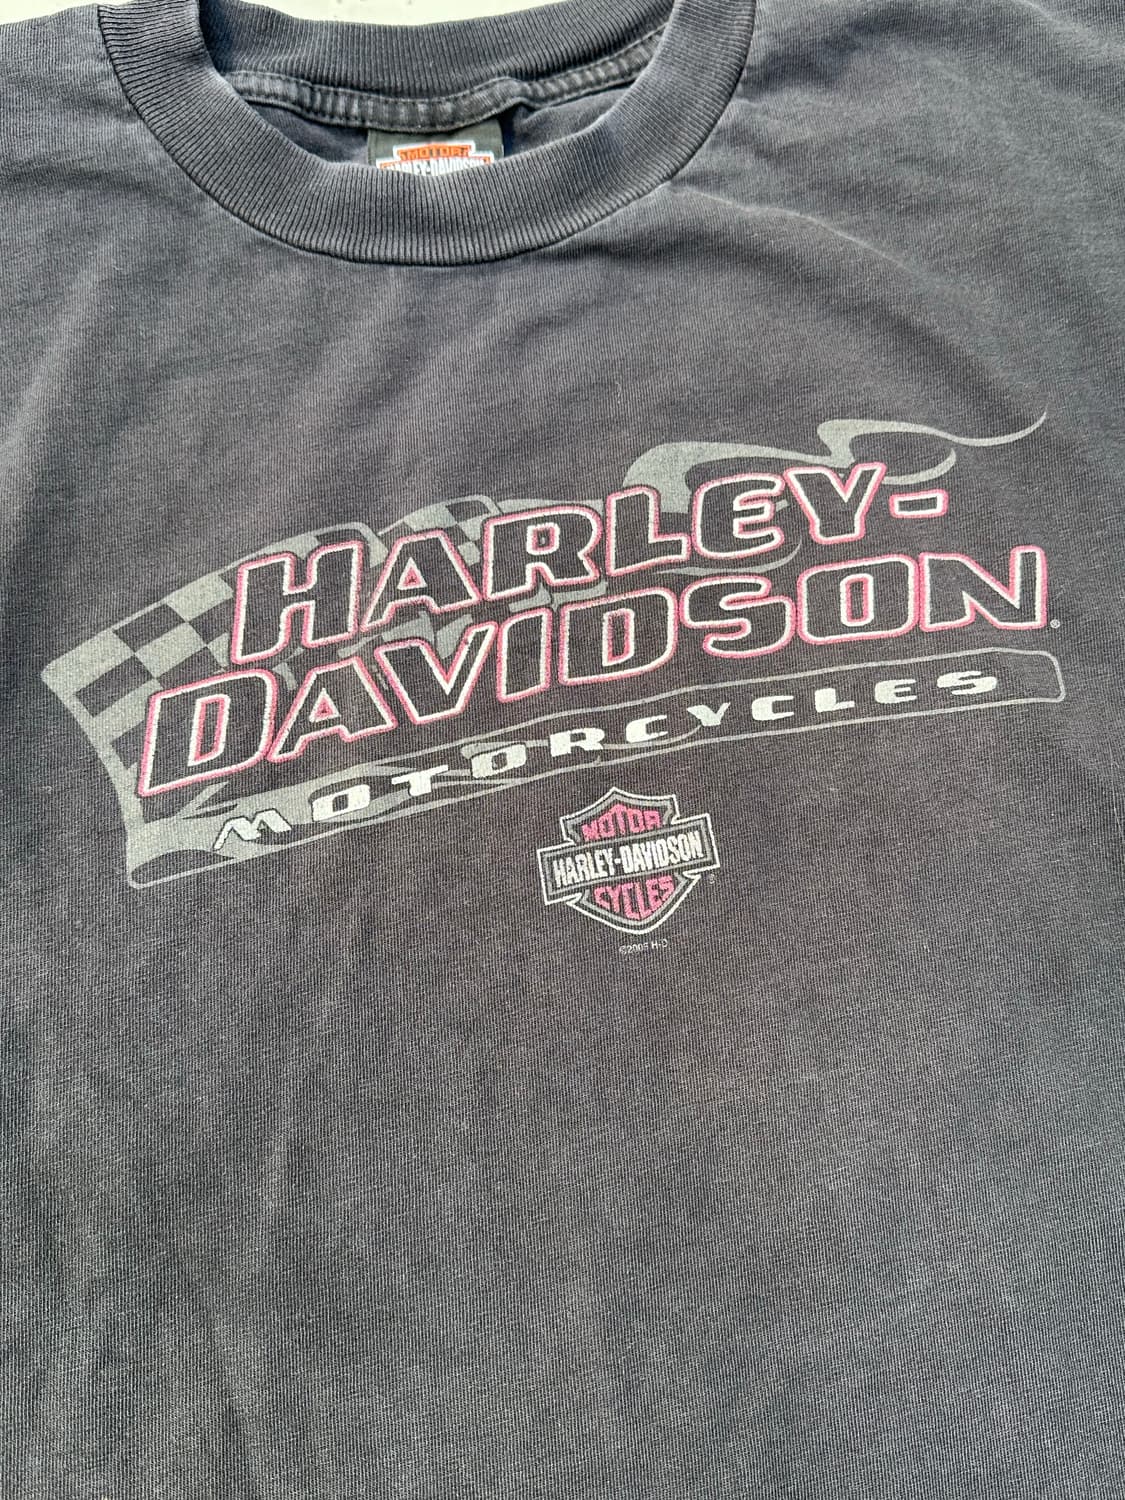 MOTOR
HARLEY-DAVIDSON
HARLEY-
DAVIDSON®
MOTORCYCLES
MOTOR
HARLEY-DAVIDSON
CYCLES
H-D